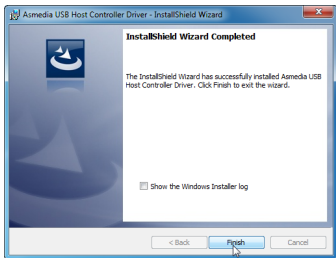 Asmedia USB Host Controller Driver - InstallShield Wizard
InstallShield Wizard Completed
The InstallShield Wizard has successfully installed Asmedia USB
Host Controller Driver. Click Finish to exit the wizard.
Show the Windows Installer log
< Back
Finish
Cancel